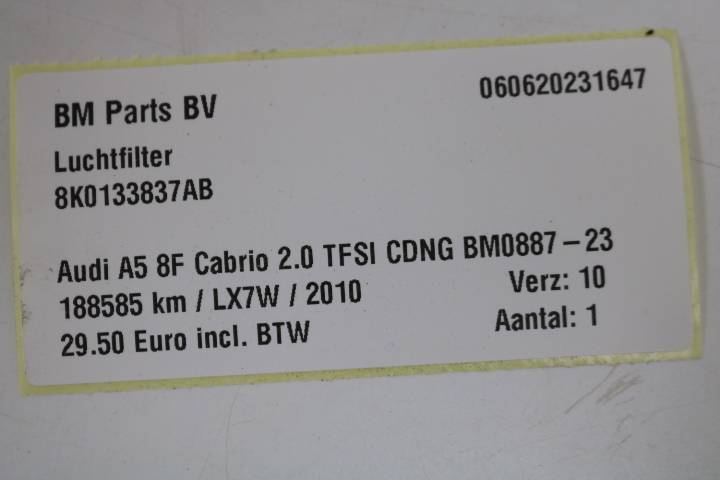 BM Parts BV 060620231647
Luchtfilter
8K0133837AB
Audi A5 8F Cabrio 2.0 TFSI CDNG BM0887-23
188585 km / LX7W / 2010 Verz: 10
29.50 Euro incl. BTW Aantal: 1